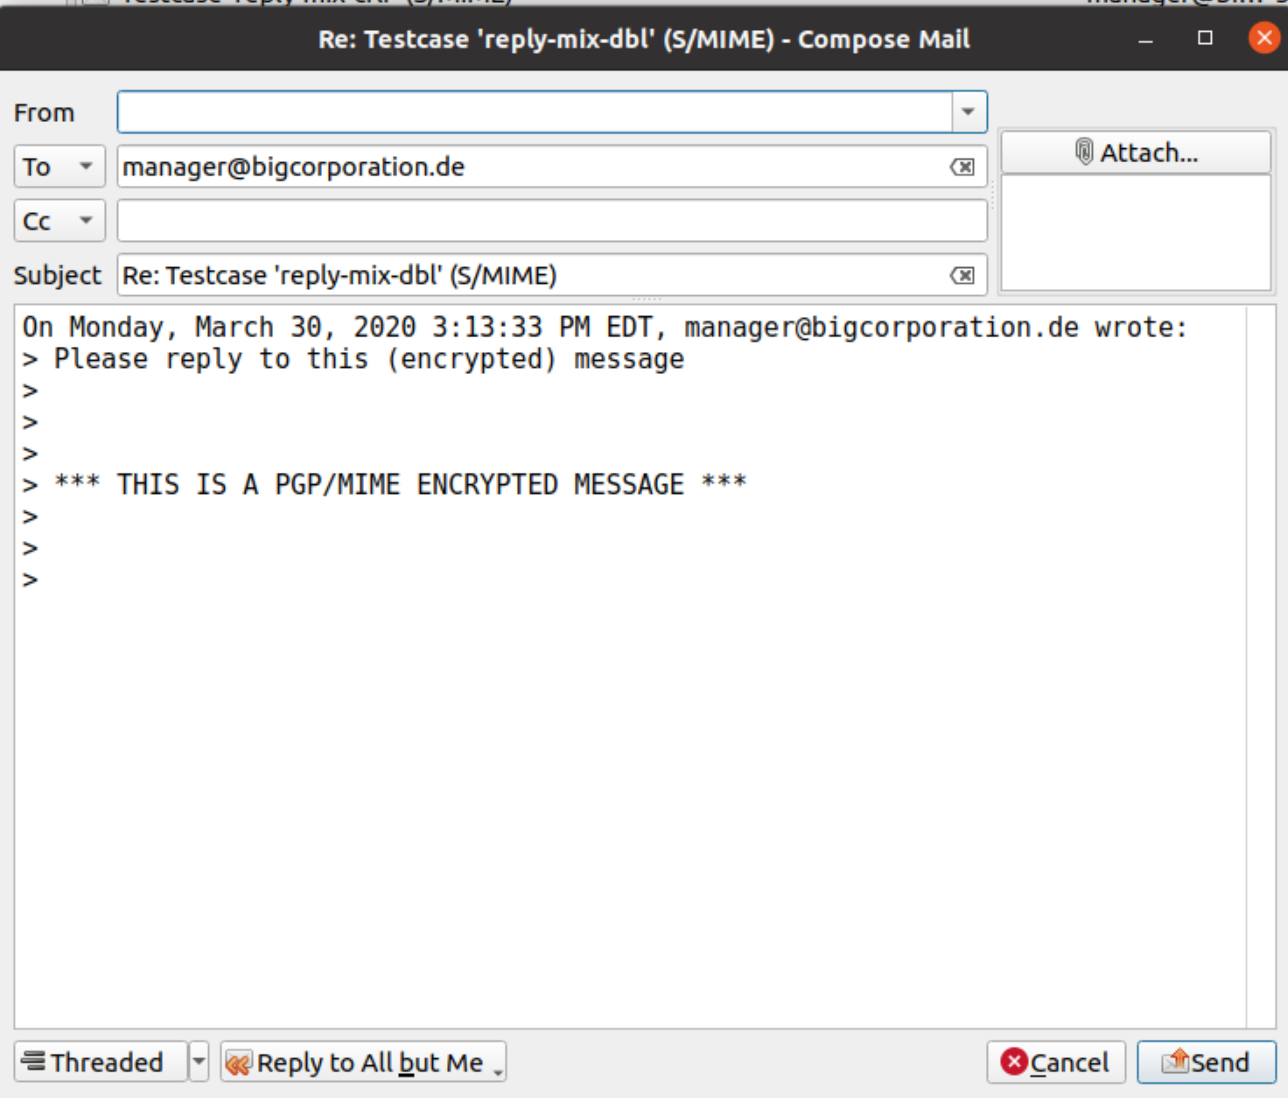 Re: Testcase 'reply-mix-dbl' (S/MIME) - Compose Mail
From
To manager@bigcorporation.de
Attach...
Cc
Subject Re: Testcase 'reply-mix-dbl' (S/MIME)
On Monday, March 30, 2020 3:13:33 PM EDT, manager@bigcorporation.de wrote:
> Please reply to this (encrypted) message
>
>
>
> *** THIS IS A PGP/MIME ENCRYPTED MESSAGE ***
>
>
>
Threaded Reply to All but Me Cancel Send